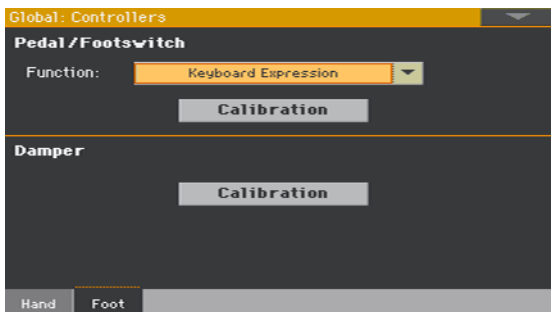 Global: Controllers
Pedal/Footswitch
Function: Keyboard Expression
Calibration
Damper
Calibration
Hand Foot